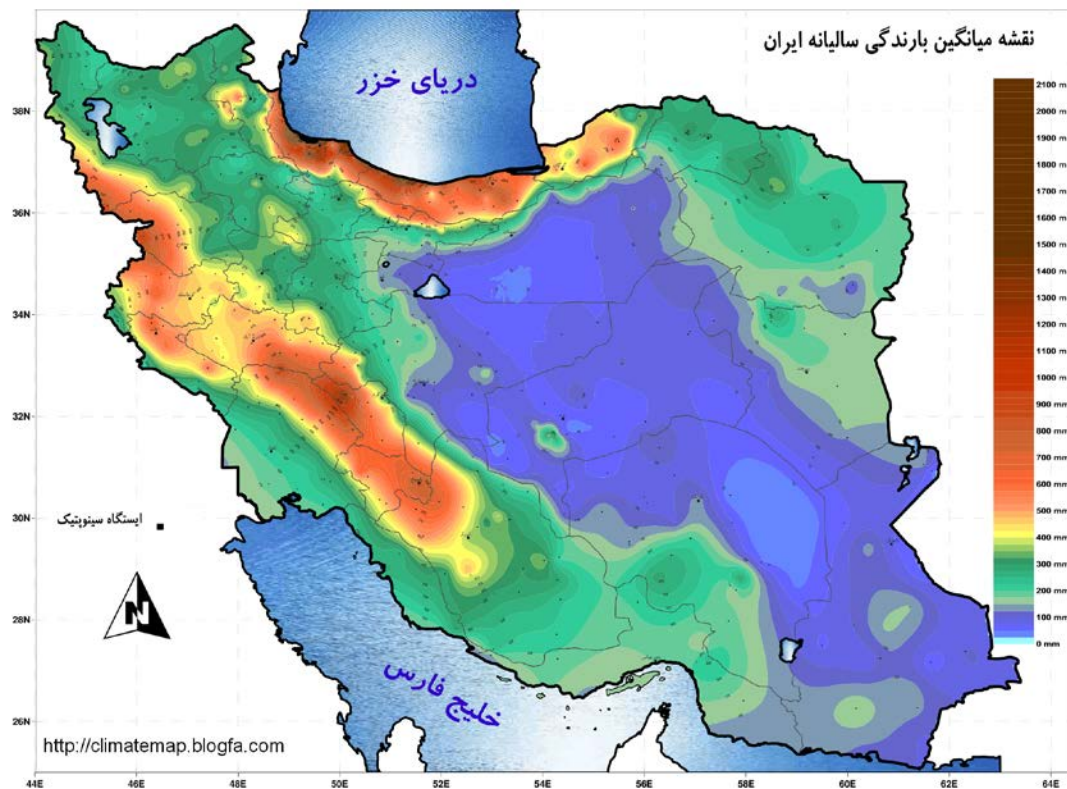 نقشه میانگین بارندگی سالیانه ایران
دریای خزر
2100 m
2000 m
1900 m
1800 m
1700 m
1600 m
1500 m
1400 m
1300 m
1200 m
1100 m
1000 m
900 mm
800 mm
700 mm
600 mm
500 mm
400 mm
300 mm
200 mm
100 mm
0 mm
38N
36N
34N
32N
30N
28N
26N
ایستگاه سینوپتیک
N
خلیج فارس
http://climatemap.blogfa.com
44E
46E
48E
50E
52E
54E
56E
58E
60E
62E
64E